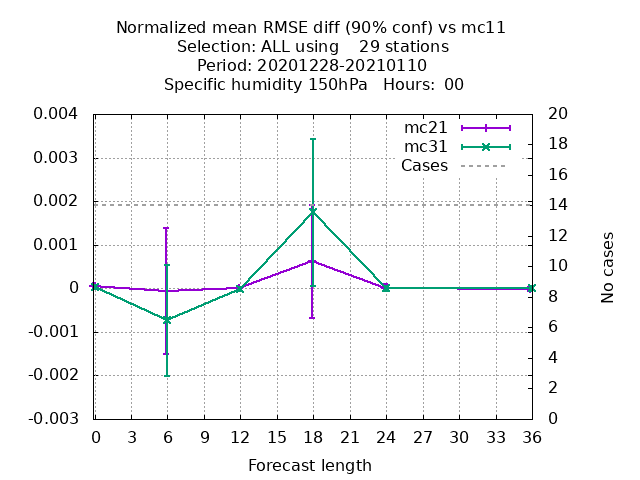 Normalized mean RMSE diff (90% conf) vs mc11
Selection: ALL using    29 stations
Period: 20201228-20210110
Specific humidity 150hPa   Hours:  00
mc21
mc31
Cases
0.004
0.003
0.002
0.001
0
-0.001
-0.002
-0.003
20
18
16
14
12
10
8
6
4
2
0
No cases
0 3 6 9 12 15 18 21 24 27 30 33 36
Forecast length